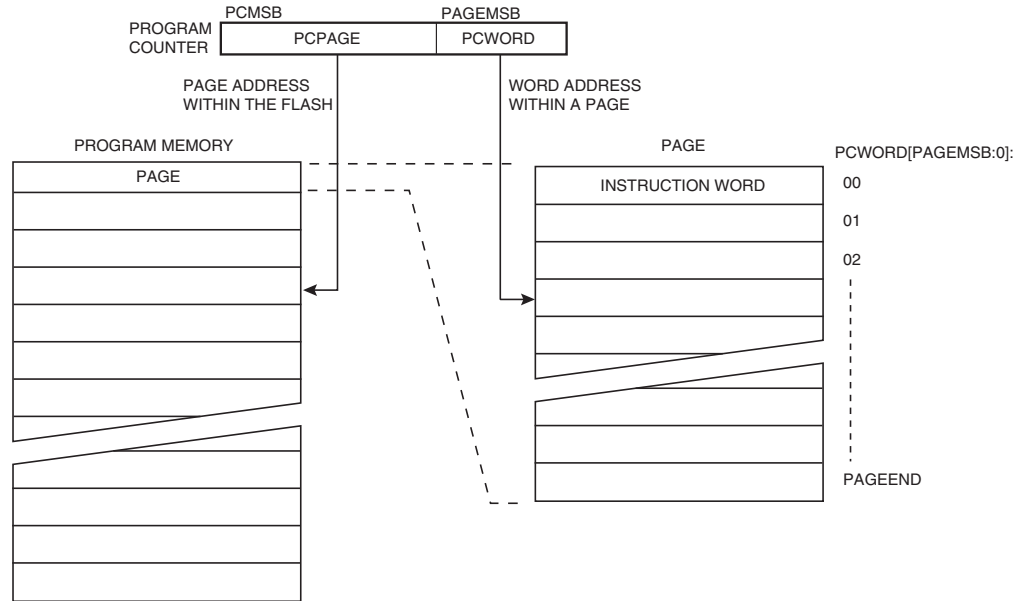 PCMSB
PAGEMSB
PROGRAM
COUNTER
PCPAGE
PCWORD
PAGE ADDRESS
WITHIN THE FLASH
WORD ADDRESS
WITHIN A PAGE
PROGRAM MEMORY
PAGE
PAGE
INSTRUCTION WORD
PCWORD[PAGEMSB:0]:
00
01
02
PAGEEND